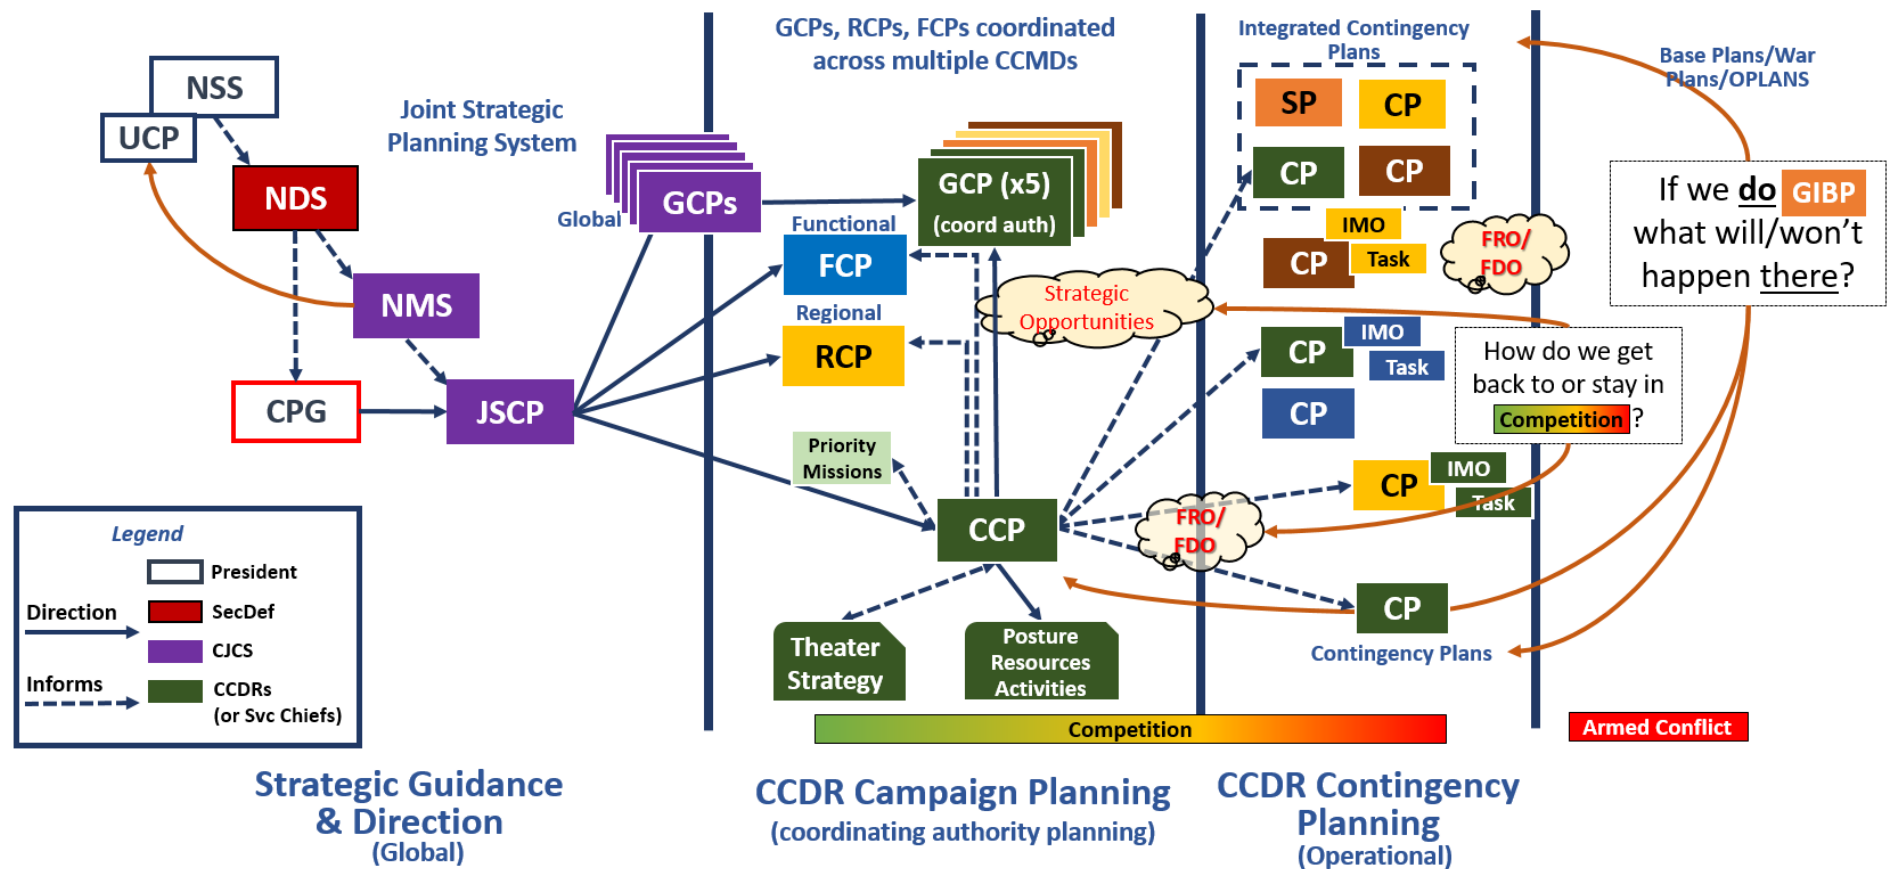 NSS
UCP
NDS
NMS
CPG
JSCP
Joint Strategic
Planning System
Legend
President
Direction
SecDef
CJCS
Informs
CCDRs
(or Svc Chiefs)
Strategic Guidance
& Direction
(Global)
GCPs, RCPs, FCPs coordinated
across multiple CCMDs
Global
GCPs
GCP (x5)
(coord auth)
Functional
FCP
Regional
RCP
Strategic
Opportunities
Priority
Missions
CCP
FRO/
FDO
Theater
Strategy
Posture
Resources
Activities
Competition
CCDR Campaign Planning
(coordinating authority planning)
Integrated Contingency
Plans
SP
CP
CP
CP
IMO
CP
Task
FRO/
FDO
IMO
CP
Task
CP
IMO
CP
Task
CP
Contingency Plans
CCDR Contingency
Planning
(Operational)
Base Plans/War
Plans/OPLANS
If we do GIBP
what will/won't
happen there?
How do we get
back to or stay in
Competition ?
Armed Conflict